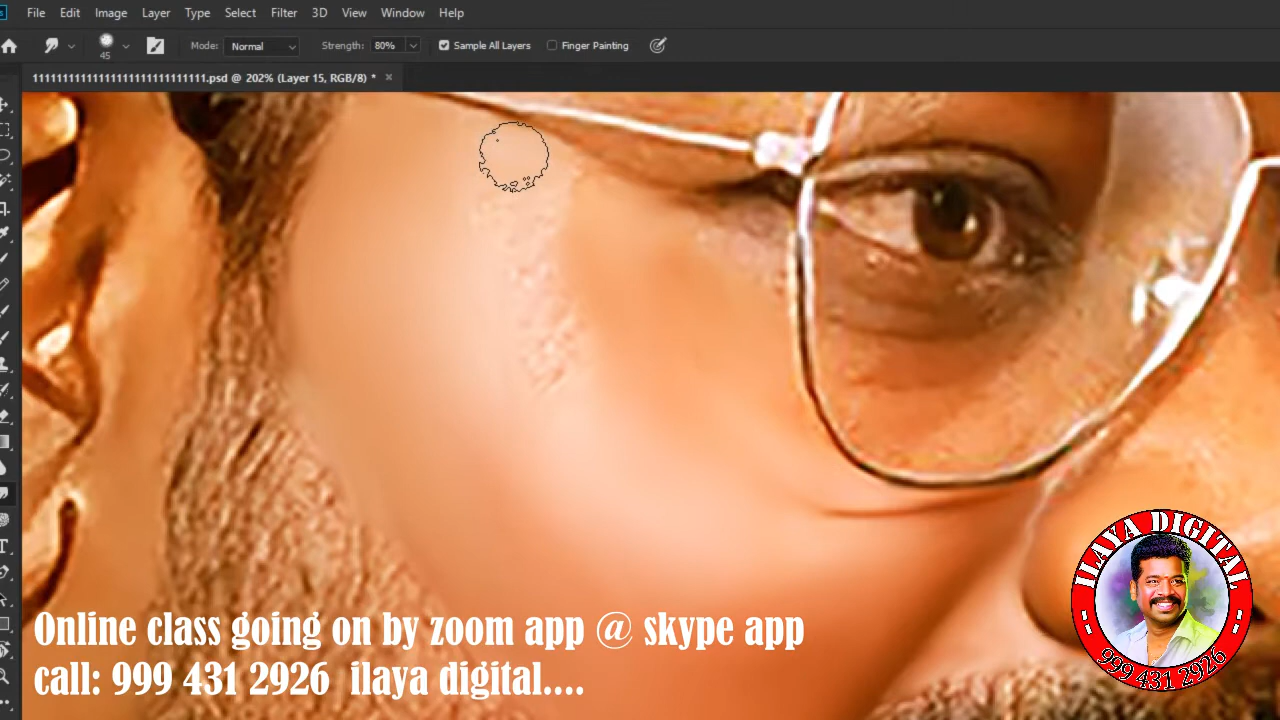 File Edit Image Layer Type Select Filter 3D View Window Help
45 Mode: Normal Strength: 80% Sample All Layers Finger Painting
11111111111111111111111111111.psd @ 202% (Layer 15, RGB/8) *
ILAYA DIGITAL
999 431 2926
Online class going on by zoom app @ skype app
call: 999 431 2926 ilaya digital....